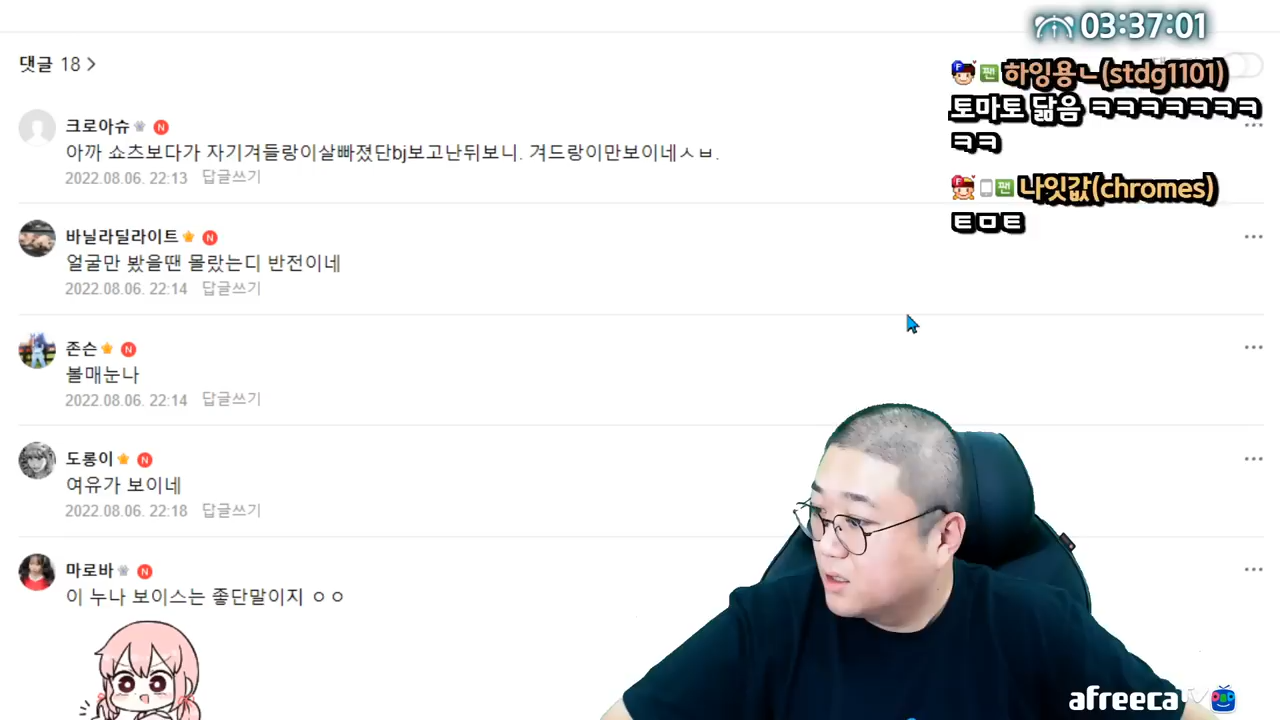 03:37:01
댓글 18
하잉용ㄴ(stdg1101)
토마토 닮음 ㅋㅋㅋㅋㅋㅋㅋ
ㅋㅋ
나잇값(chromes)
ㅌㅁㅌ
크로아슈 N
아까 쇼츠보다가 자기겨들랑이살빠졌단bj보고난뒤보니. 겨드랑이만보이네ㅅㅂ.
2022.08.06. 22:13 답글쓰기
바닐라딜라이트 N
얼굴만 봤을땐 몰랐는디 반전이네
2022.08.06. 22:14 답글쓰기
존슨 N
볼매눈나
2022.08.06. 22:14 답글쓰기
도롱이 N
여유가 보이네
2022.08.06. 22:18 답글쓰기
마로바 N
이 누나 보이스는 좋단말이지 ㅇㅇ
afreecaTV